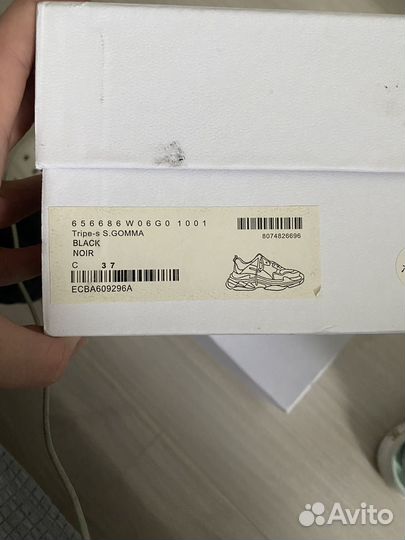 656686 W06G0 1001
Tripe-s S.GOMMA
BLACK
NOIR
C 37
ECBA609296A
8074826696
Avito